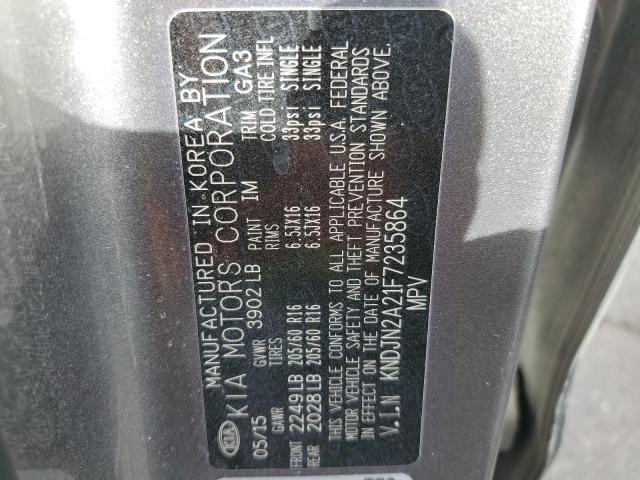 MANUFACTURED IN KOREA BY
KIA KIA MOTORS CORPORATION
05/15 GVWR 3902 LB PAINT IM TRIM GA3
GAWR TIRES RIMS COLD TIRE INFL
FRONT 2249 LB 205/60 R16 6.5JX16 33psi SINGLE
REAR 2028 LB 205/60 R16 6.5JX16 33psi SINGLE
THIS VEHICLE CONFORMS TO ALL APPLICABLE U.S.A. FEDERAL
MOTOR VEHICLE SAFETY AND THEFT PREVENTION STANDARDS
IN EFFECT ON THE DATE OF MANUFACTURE SHOWN ABOVE.
V.I.N KNDJN2A21F7235864
MPV